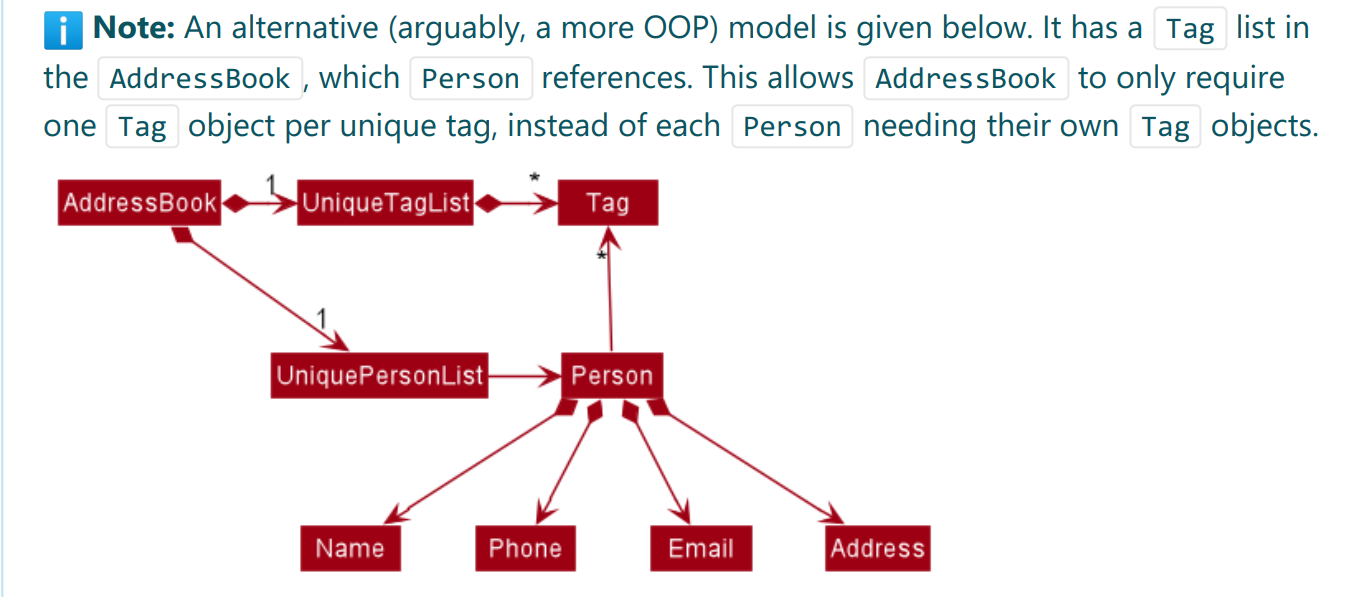 i Note: An alternative (arguably, a more OOP) model is given below. It has a Tag list in
the AddressBook, which Person references. This allows AddressBook to only require
one Tag object per unique tag, instead of each Person needing their own Tag objects.
AddressBook 1 UniqueTagList * Tag
*
1
UniquePersonList Person
Name Phone Email Address